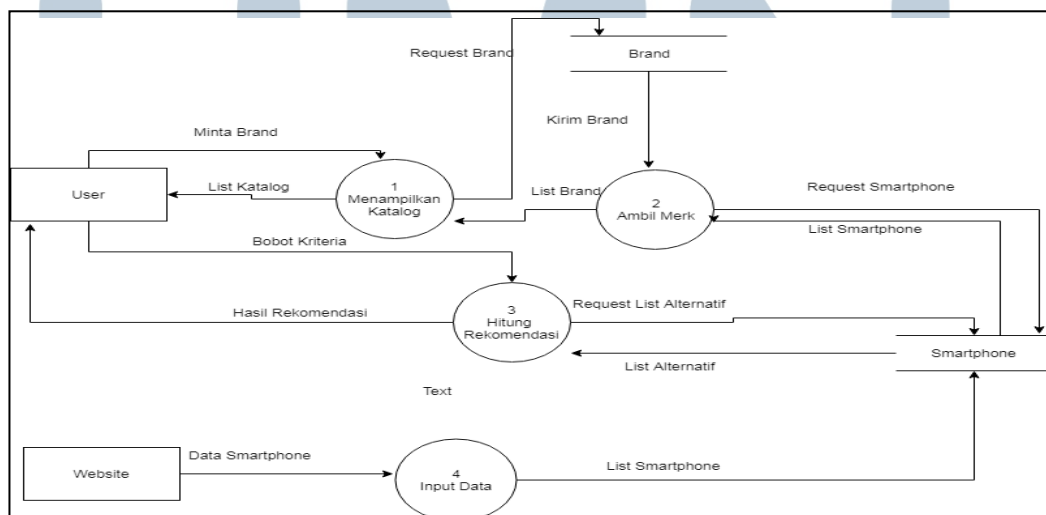 Request Brand
Brand
Minta Brand
Kirim Brand
User
List Katalog
1
Menampilkan
Katalog
List Brand
2
Ambil Merk
Request Smartphone
List Smartphone
Bobot Kriteria
Hasil Rekomendasi
3
Hitung
Rekomendasi
Request List Alternatif
Smartphone
List Alternatif
Text
Website
Data Smartphone
4
Input Data
List Smartphone